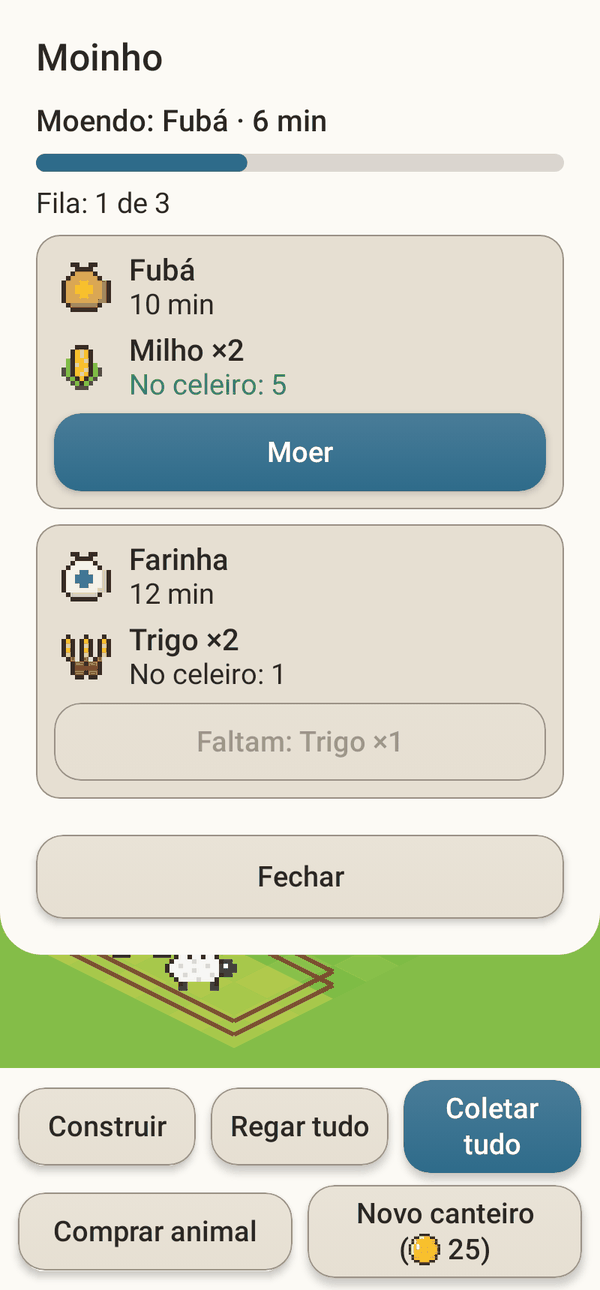 Moinho
Moendo: Fubá · 6 min
Fila: 1 de 3
Fubá
10 min
Milho ×2
No celeiro: 5
Moer
Farinha
12 min
Trigo ×2
No celeiro: 1
Faltam: Trigo ×1
Fechar
Construir
Regar tudo
Coletar
tudo
Comprar animal
Novo canteiro
( 25)